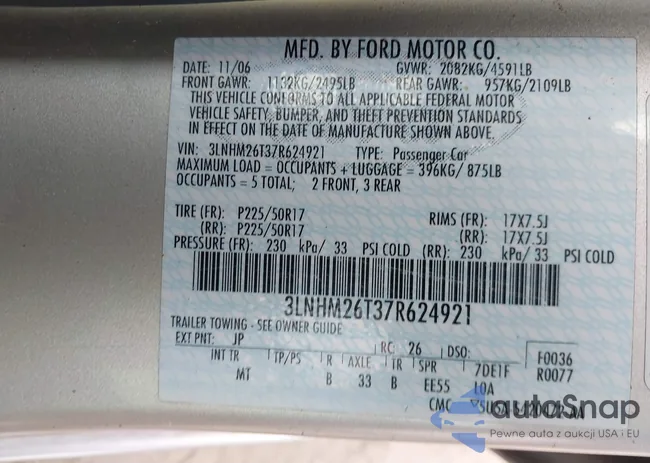 MFD. BY FORD MOTOR CO.
DATE: 11/06 GVWR: 2082KG/4591LB
FRONT GAWR: 1132KG/2495LB REAR GAWR: 957KG/2109LB
THIS VEHICLE CONFORMS TO ALL APPLICABLE FEDERAL MOTOR
VEHICLE SAFETY, BUMPER, AND THEFT PREVENTION STANDARDS
IN EFFECT ON THE DATE OF MANUFACTURE SHOWN ABOVE.
VIN: 3LNHM26T37R624921 TYPE: Passenger Car
MAXIMUM LOAD = OCCUPANTS + LUGGAGE = 396KG/ 875LB
OCCUPANTS = 5 TOTAL; 2 FRONT, 3 REAR
TIRE (FR): P225/50R17 RIMS (FR): 17X7.5J
(RR): P225/50R17 (RR): 17X7.5J
PRESSURE (FR): 230 kPa/ 33 PSI COLD (RR): 230 kPa/ 33 PSI COLD
3LNHM26T37R624921
TRAILER TOWING - SEE OWNER GUIDE
EXT PNT: JP RC: 26 DSO: F0036
INT TR TP/PS R AXLE TR SPR 7DE1F R0077
MT B 33 B EE55 10A
CMC
autoSnap
Pewne auta z aukcji USA i EU